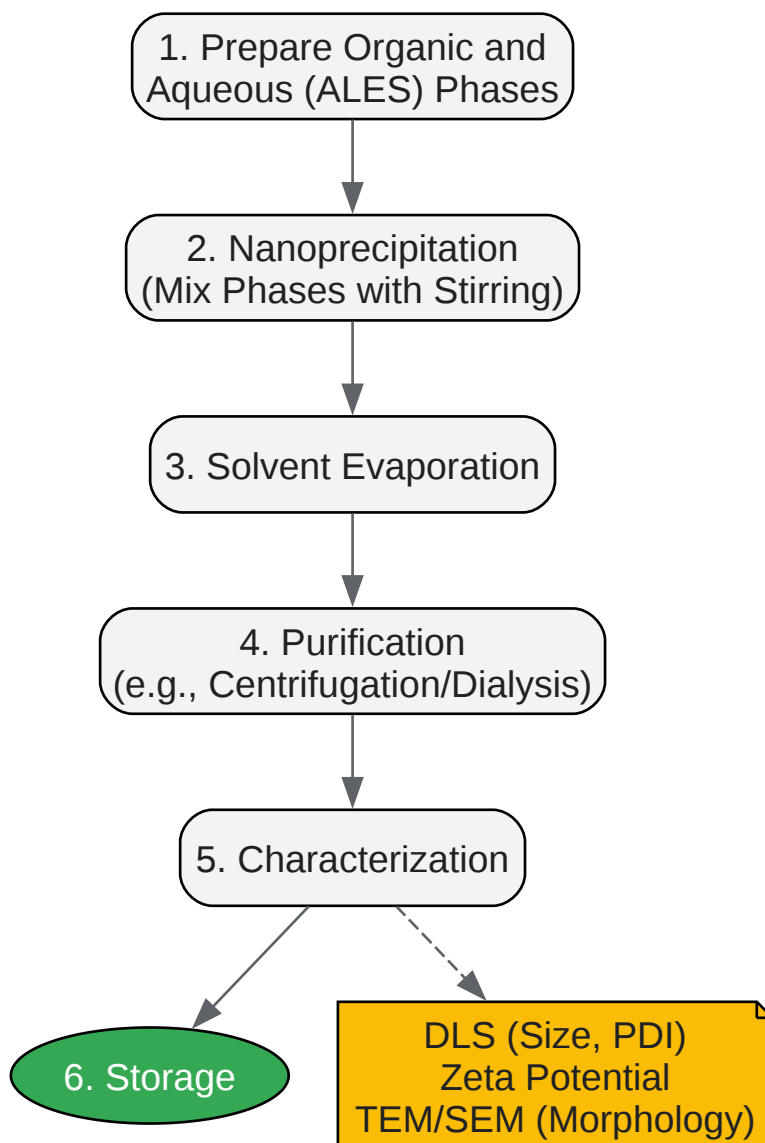 1. Prepare Organic and
Aqueous (ALES) Phases
2. Nanoprecipitation
(Mix Phases with Stirring)
3. Solvent Evaporation
4. Purification
(e.g., Centrifugation/Dialysis)
5. Characterization
6. Storage
DLS (Size, PDI)
Zeta Potential
TEM/SEM (Morphology)